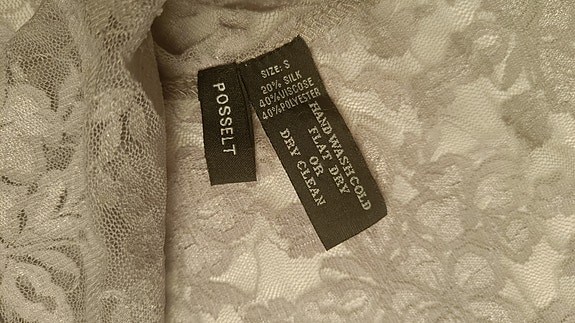 POSSELT
SIZE: S
20% SILK
40%VISCOSE
40%POLYESTER
HAND WASH COLD
FLAT DRY
OR
DRY CLEAN